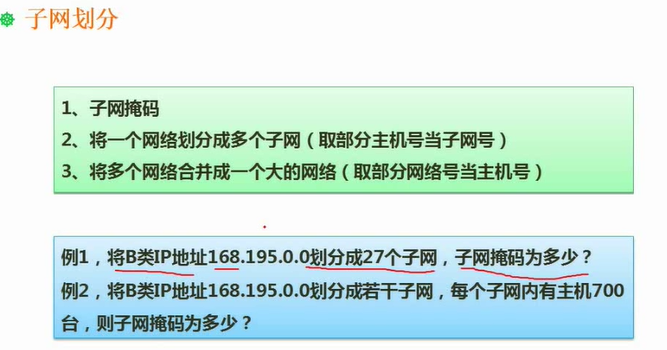 子网划分
1、子网掩码
2、将一个网络划分成多个子网（取部分主机号当子网号）
3、将多个网络合并成一个大的网络（取部分网络号当主机号）
例1，将B类IP地址168.195.0.0划分成27个子网，子网掩码为多少？
例2，将B类IP地址168.195.0.0划分成若干子网，每个子网内有主机700
台，则子网掩码为多少？